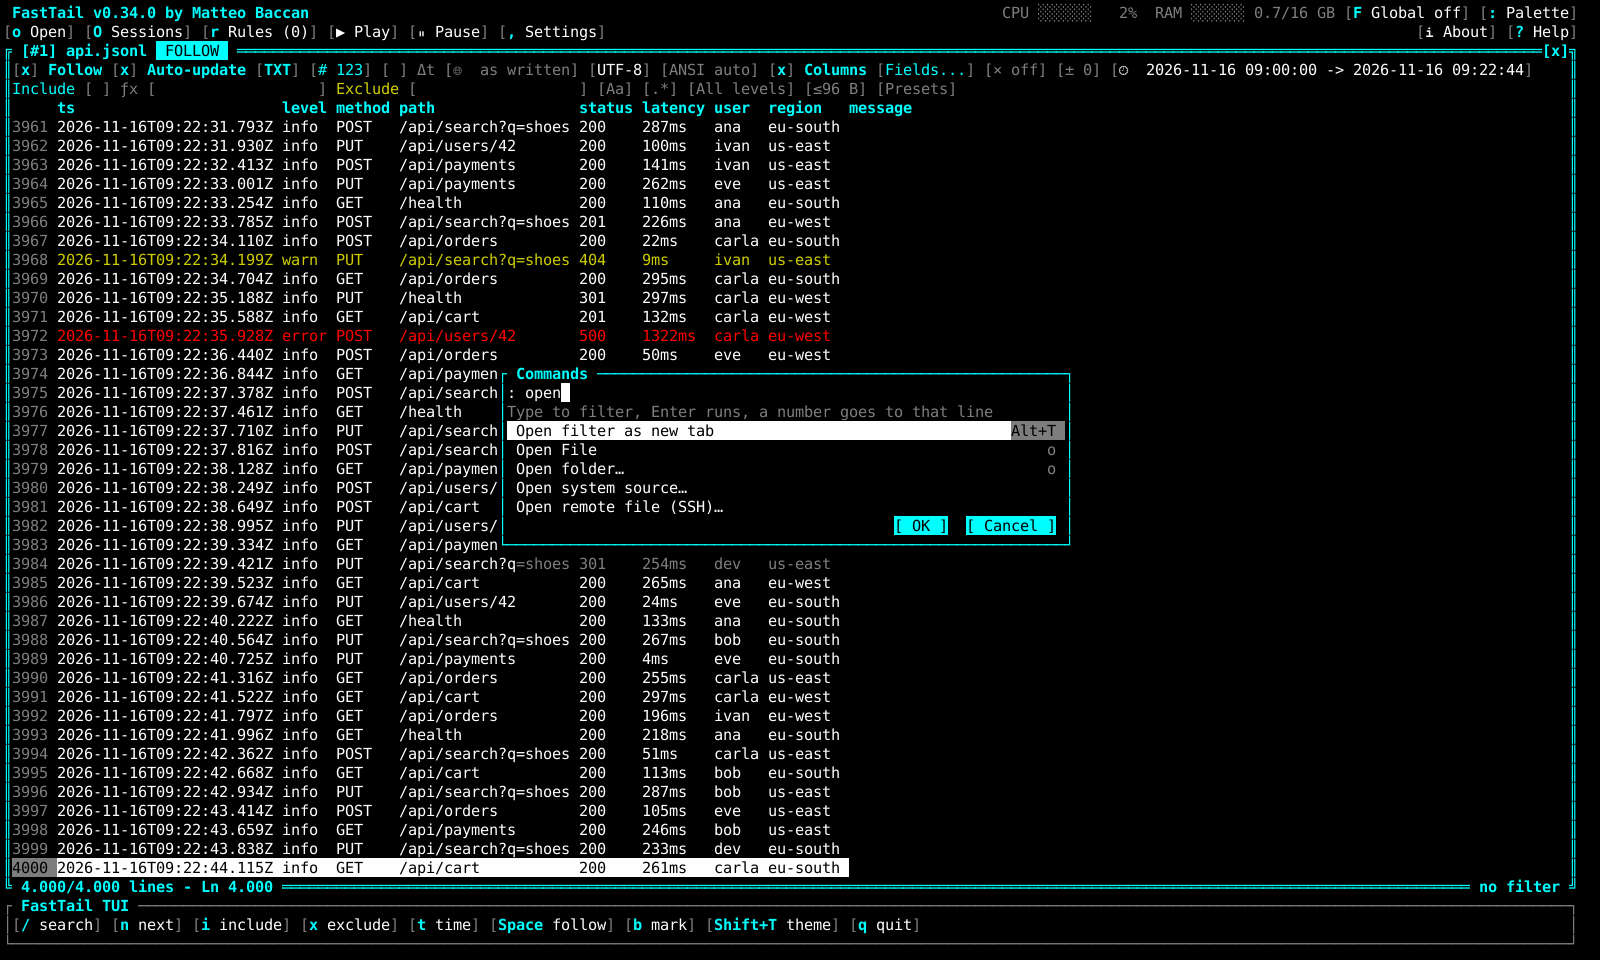 FastTail v0.34.0 by Matteo Baccan CPU 2% RAM 0.7/16 GB [F Global off] [: Palette]
[o Open] [O Sessions] [r Rules (0)] [▶ Play] [⏸ Pause] [, Settings] [i About] [? Help]
[#1] api.jsonl FOLLOW [x]
[x] Follow [x] Auto-update [TXT] [# 123] [ ] Δt [⊕ as written] [UTF-8] [ANSI auto] [x] Columns [Fields...] [× off] [± 0] [⏲ 2026-11-16 09:00:00 -> 2026-11-16 09:22:44]
Include [ ] ƒx [ ] Exclude [ ] [Aa] [.*] [All levels] [≤96 B] [Presets]
ts level method path status latency user region message
3961 2026-11-16T09:22:31.793Z info POST /api/search?q=shoes 200 287ms ana eu-south
3962 2026-11-16T09:22:31.930Z info PUT /api/users/42 200 100ms ivan us-east
3963 2026-11-16T09:22:32.413Z info POST /api/payments 200 141ms ivan us-east
3964 2026-11-16T09:22:33.001Z info PUT /api/payments 200 262ms eve us-east
3965 2026-11-16T09:22:33.254Z info GET /health 200 110ms ana eu-south
3966 2026-11-16T09:22:33.785Z info POST /api/search?q=shoes 201 226ms ana eu-west
3967 2026-11-16T09:22:34.110Z info POST /api/orders 200 22ms carla eu-south
3968 2026-11-16T09:22:34.199Z warn PUT /api/search?q=shoes 404 9ms ivan us-east
3969 2026-11-16T09:22:34.704Z info GET /api/orders 200 295ms carla eu-south
3970 2026-11-16T09:22:35.188Z info PUT /health 301 297ms carla eu-west
3971 2026-11-16T09:22:35.588Z info GET /api/cart 201 132ms carla eu-west
3972 2026-11-16T09:22:35.928Z error POST /api/users/42 500 1322ms carla eu-west
3973 2026-11-16T09:22:36.440Z info POST /api/orders 200 50ms eve eu-west
3974 2026-11-16T09:22:36.844Z info GET /api/paymen Commands
3975 2026-11-16T09:22:37.378Z info POST /api/search : open
3976 2026-11-16T09:22:37.461Z info GET /health Type to filter, Enter runs, a number goes to that line
3977 2026-11-16T09:22:37.710Z info PUT /api/search Open filter as new tab Alt+T
3978 2026-11-16T09:22:37.816Z info POST /api/search Open File o
3979 2026-11-16T09:22:38.128Z info GET /api/paymen Open folder… o
3980 2026-11-16T09:22:38.249Z info POST /api/users/ Open system source…
3981 2026-11-16T09:22:38.649Z info POST /api/cart Open remote file (SSH)…
3982 2026-11-16T09:22:38.995Z info PUT /api/users/ [ OK ] [ Cancel ]
3983 2026-11-16T09:22:39.334Z info GET /api/paymen
3984 2026-11-16T09:22:39.421Z info PUT /api/search?q=shoes 301 254ms dev us-east
3985 2026-11-16T09:22:39.523Z info GET /api/cart 200 265ms ana eu-west
3986 2026-11-16T09:22:39.674Z info PUT /api/users/42 200 24ms eve eu-south
3987 2026-11-16T09:22:40.222Z info GET /health 200 133ms ana eu-south
3988 2026-11-16T09:22:40.564Z info PUT /api/search?q=shoes 200 267ms bob eu-south
3989 2026-11-16T09:22:40.725Z info PUT /api/payments 200 4ms eve eu-south
3990 2026-11-16T09:22:41.316Z info GET /api/orders 200 255ms carla us-east
3991 2026-11-16T09:22:41.522Z info GET /api/cart 200 297ms carla eu-west
3992 2026-11-16T09:22:41.797Z info GET /api/orders 200 196ms ivan us-east
3993 2026-11-16T09:22:41.996Z info GET /health 200 218ms ana eu-south
3994 2026-11-16T09:22:42.362Z info POST /api/search?q=shoes 200 51ms carla us-east
3995 2026-11-16T09:22:42.668Z info GET /api/cart 200 113ms bob eu-south
3996 2026-11-16T09:22:42.934Z info PUT /api/search?q=shoes 200 287ms bob us-east
3997 2026-11-16T09:22:43.414Z info POST /api/orders 200 105ms eve us-east
3998 2026-11-16T09:22:43.659Z info GET /api/payments 200 246ms bob us-east
3999 2026-11-16T09:22:43.838Z info PUT /api/search?q=shoes 200 233ms dev eu-south
4000 2026-11-16T09:22:44.115Z info GET /api/cart 200 261ms carla eu-south
4.000/4.000 lines - Ln 4.000 no filter
FastTail TUI
[/ search] [n next] [i include] [x exclude] [t time] [Space follow] [b mark] [Shift+T theme] [q quit]